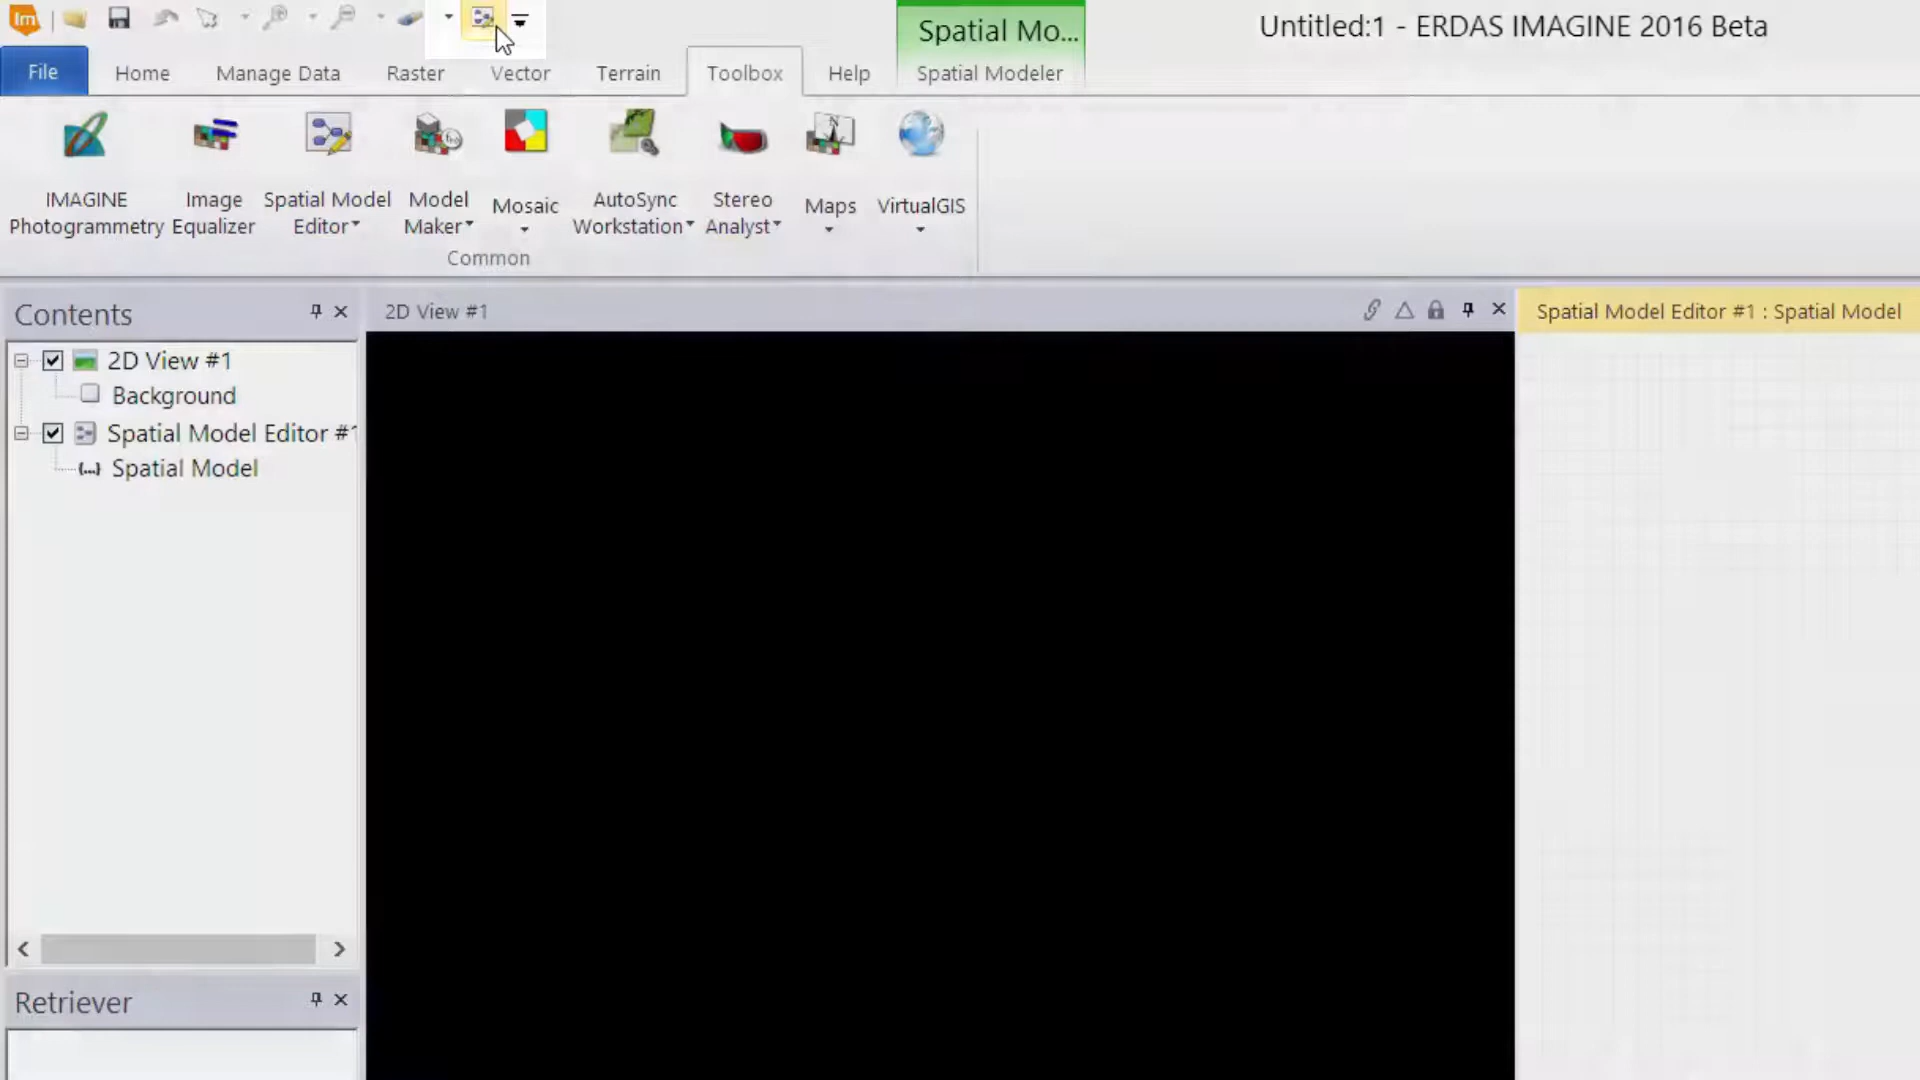 Im
Spatial Mo...
Untitled:1 - ERDAS IMAGINE 2016 Beta
File
Home
Manage Data
Raster
Vector
Terrain
Toolbox
Help
Spatial Modeler
IMAGINE
Photogrammetry
Image
Equalizer
Spatial Model
Editor
Model
Maker
Mosaic
AutoSync
Workstation
Stereo
Analyst
Maps
VirtualGIS
Common
Contents
2D View #1
Spatial Model Editor #1 : Spatial Model
2D View #1
Background
Spatial Model Editor #1
{...} Spatial Model
Retriever